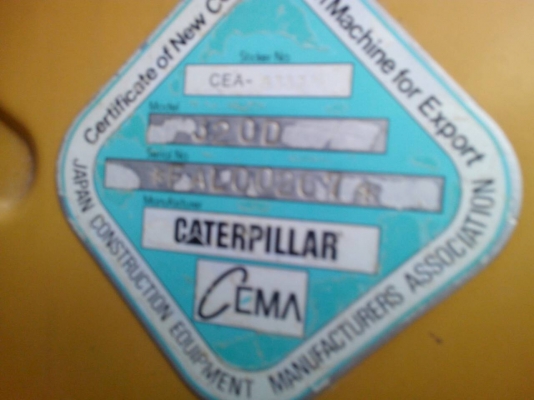 Certificate of New Machine for Export
Sticker No.
CEA-
Model
320D
Serial No.
Manufacturer
CATERPILLAR
CEMA
JAPAN CONSTRUCTION EQUIPMENT MANUFACTURERS ASSOCIATION